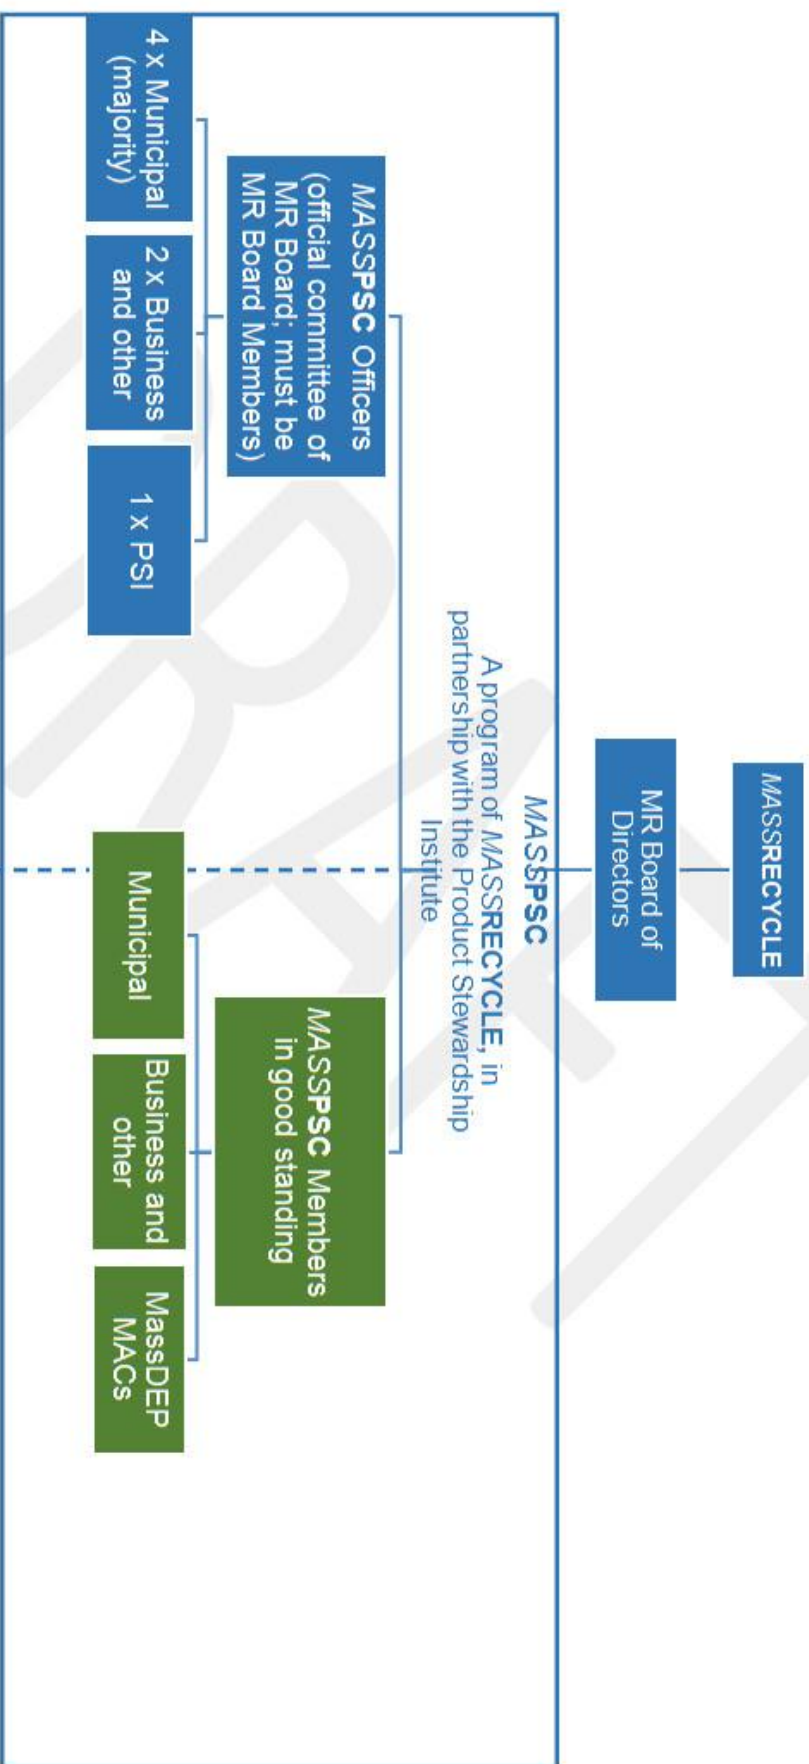 MASSRECYCLE
MR Board of
Directors
MASSPSC
A program of MASSRECYCLE, in
partnership with the Product Stewardship
Institute
MASSPSC Officers
(official committee of
MR Board; must be
MR Board Members)
4 x Municipal
(majority)
2 x Business
and other
1 x PSI
MASSPSC Members
in good standing
Municipal
Business and
other
MassDEP
MACs
DRAFT